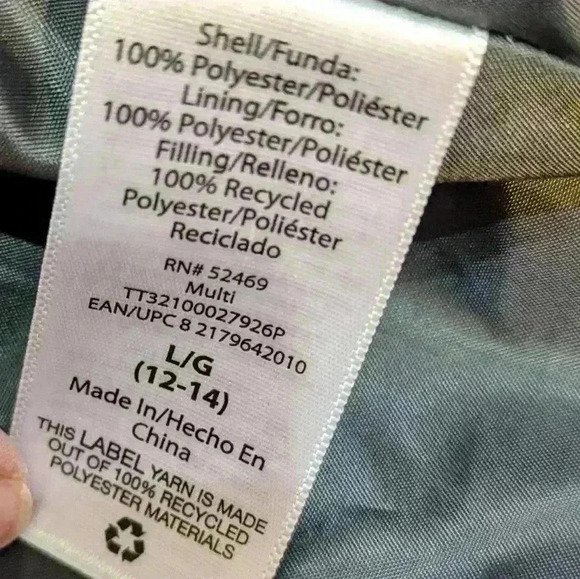 Shell/Funda:
100% Polyester/Poliéster
Lining/Forro:
100% Polyester/Poliéster
Filling/Relleno:
100% Recycled
Polyester/Poliéster
Reciclado
RN# 52469
Multi
TT32100027926P
EAN/UPC 8 2179642010
L/G
(12-14)
Made In/Hecho En
China
THIS LABEL YARN IS MADE
OUT OF 100% RECYCLED
POLYESTER MATERIALS